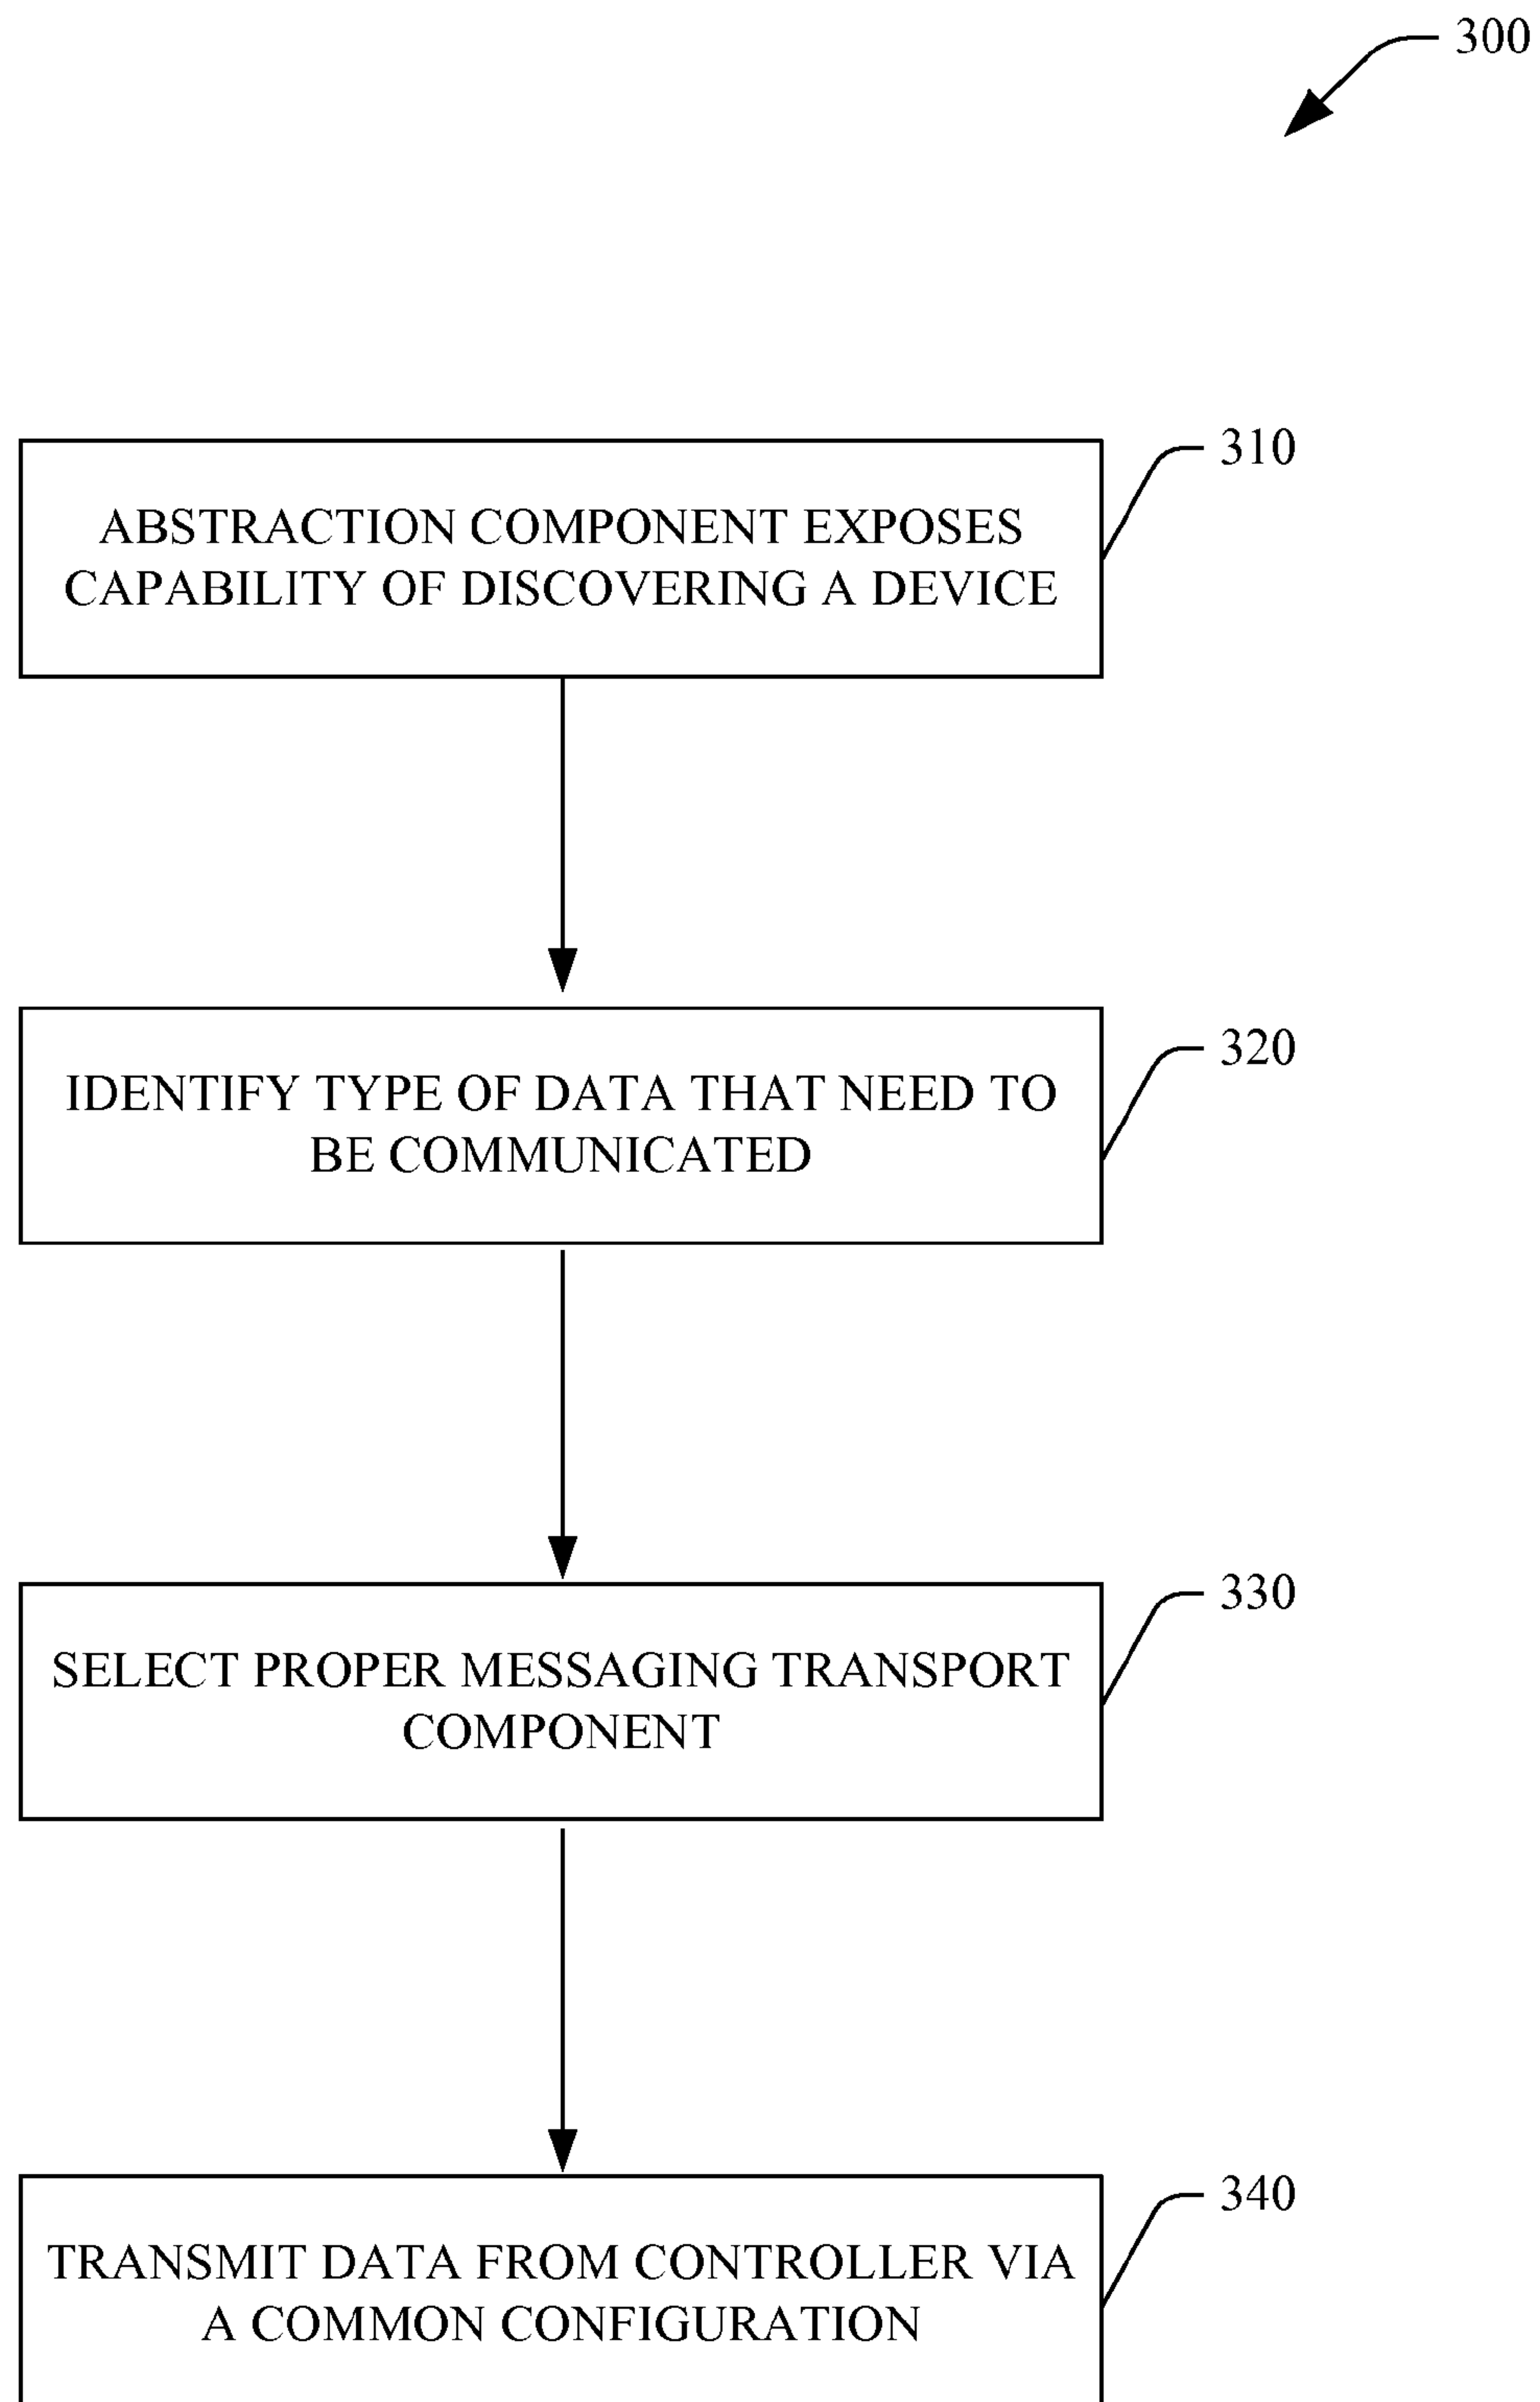 300
310
ABSTRACTION COMPONENT EXPOSES
CAPABILITY OF DISCOVERING A DEVICE
320
IDENTIFY TYPE OF DATA THAT NEED TO
BE COMMUNICATED
330
SELECT PROPER MESSAGING TRANSPORT
COMPONENT
340
TRANSMIT DATA FROM CONTROLLER VIA
A COMMON CONFIGURATION